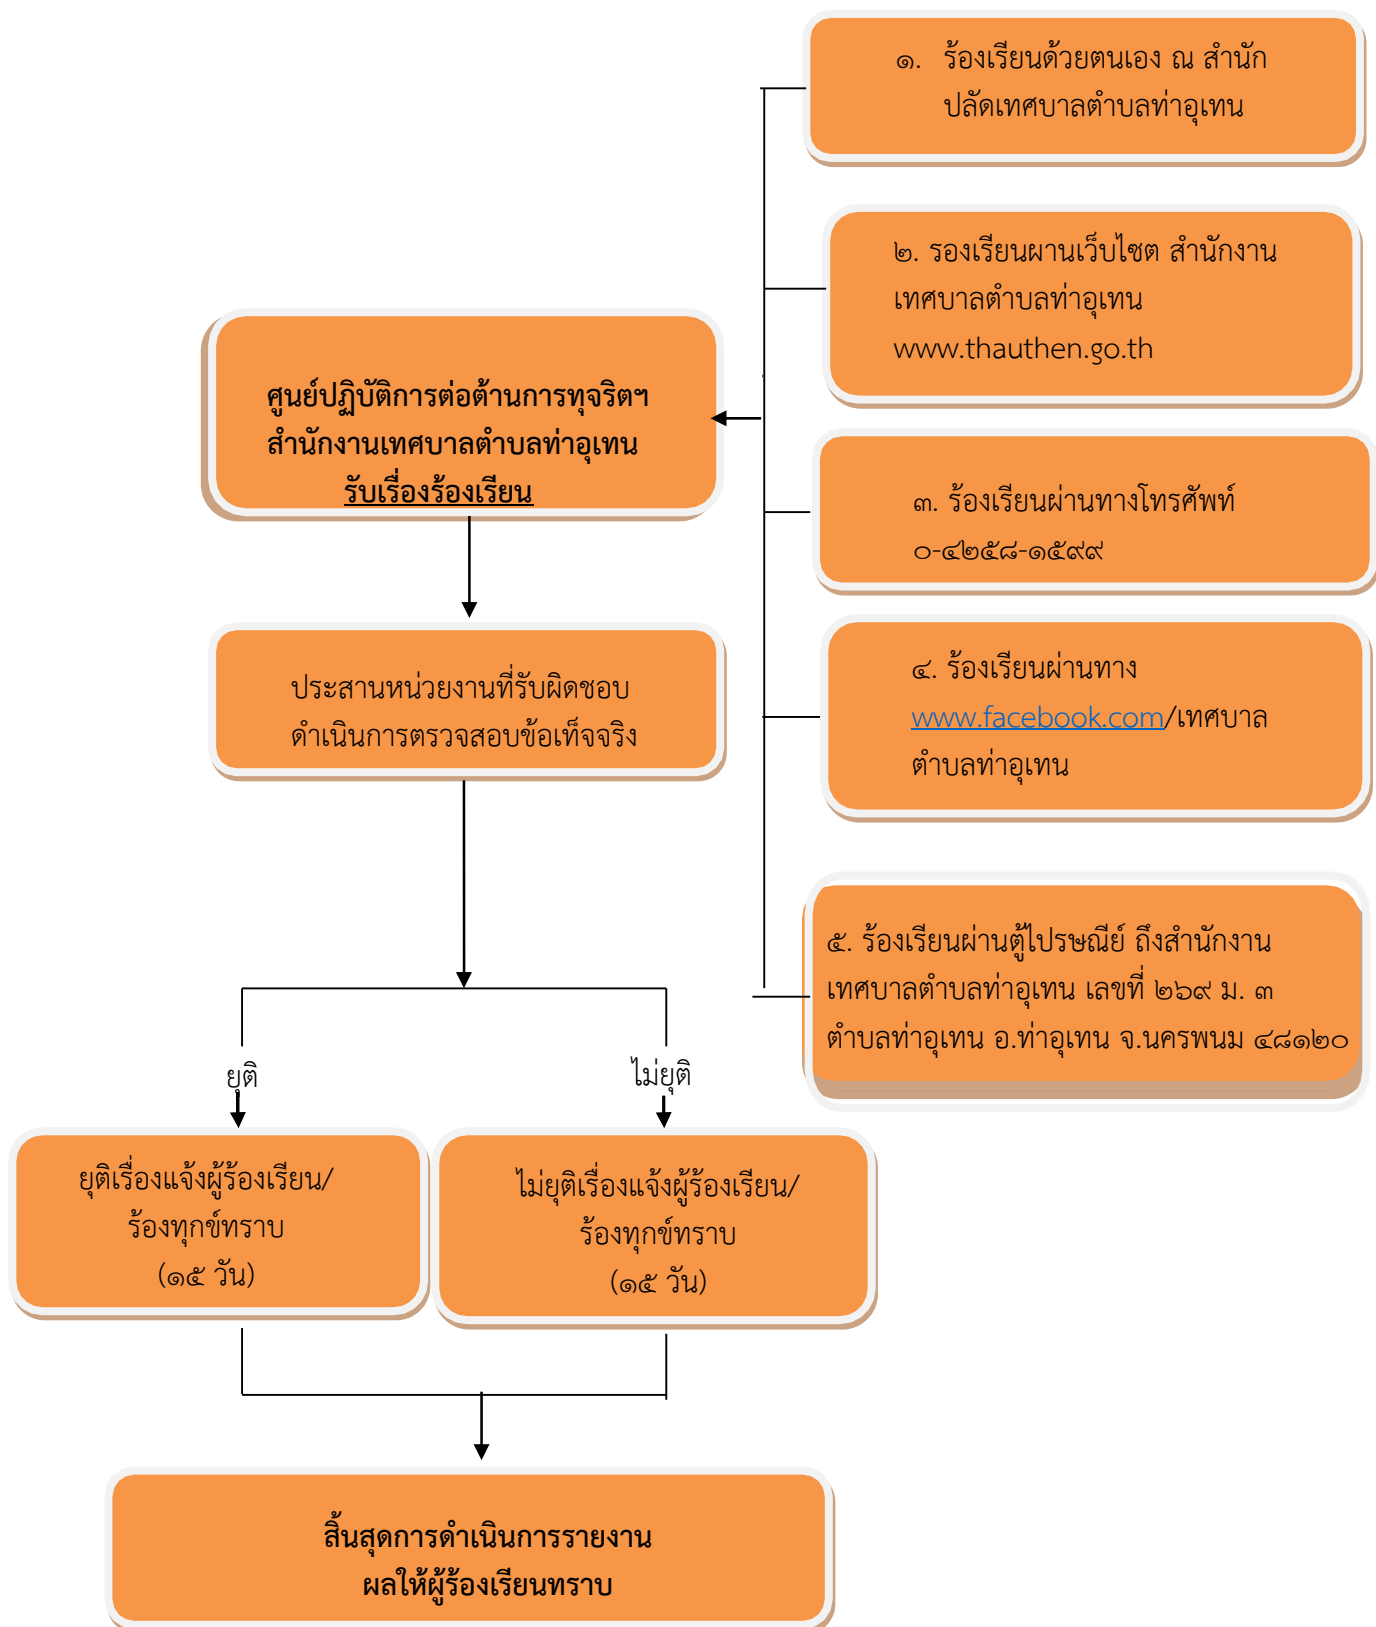 ๑. ร้องเรียนด้วยตนเอง ณ สำนัก
ปลัดเทศบาลตำบลท่าอุเทน
๒. รองเรียนผานเว็บไซต สำนักงาน
เทศบาลตำบลท่าอุเทน
www.thauthen.go.th
ศูนย์ปฏิบัติการต่อต้านการทุจริตฯ
สำนักงานเทศบาลตำบลท่าอุเทน
รับเรื่องร้องเรียน
๓. ร้องเรียนผ่านทางโทรศัพท์
๐-๔๒๕๘-๑๕๙๙
๔. ร้องเรียนผ่านทาง
www.facebook.com/เทศบาล
ตำบลท่าอุเทน
ประสานหน่วยงานที่รับผิดชอบ
ดำเนินการตรวจสอบข้อเท็จจริง
๕. ร้องเรียนผ่านตู้ไปรษณีย์ ถึงสำนักงาน
เทศบาลตำบลท่าอุเทน เลขที่ ๒๖๙ ม. ๓
ตำบลท่าอุเทน อ.ท่าอุเทน จ.นครพนม ๔๘๑๒๐
ยุติ
ไม่ยุติ
ยุติเรื่องแจ้งผู้ร้องเรียน/
ร้องทุกข์ทราบ
(๑๕ วัน)
ไม่ยุติเรื่องแจ้งผู้ร้องเรียน/
ร้องทุกข์ทราบ
(๑๕ วัน)
สิ้นสุดการดำเนินการรายงาน
ผลให้ผู้ร้องเรียนทราบ